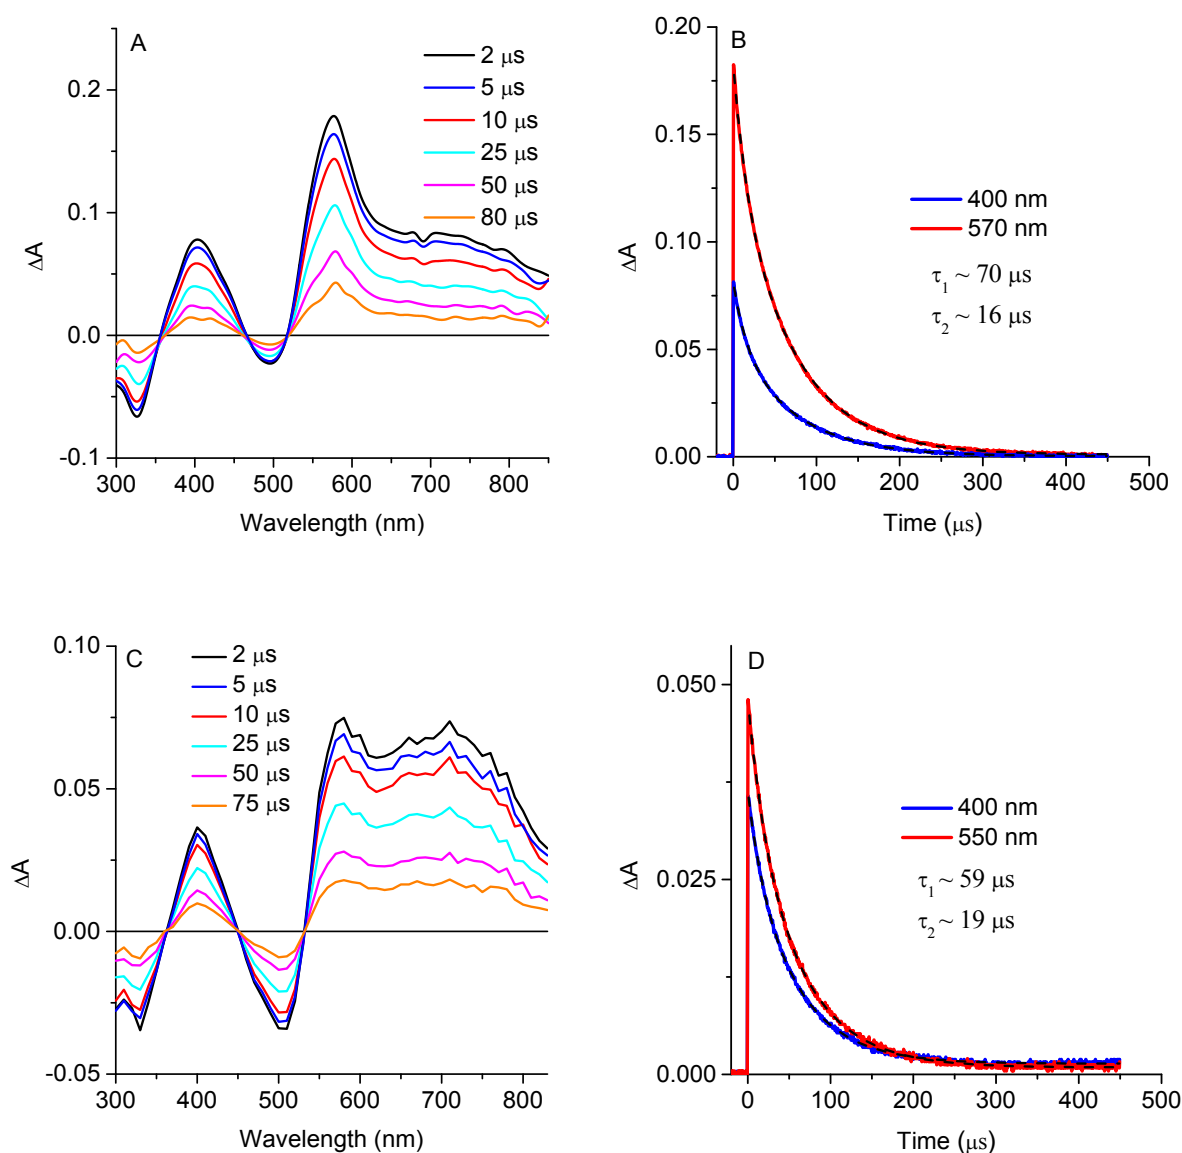 A
2 μs
5 μs
10 μs
25 μs
50 μs
80 μs
0.2
0.1
0.0
-0.1
ΔA
300 400 500 600 700 800
Wavelength (nm)
B
400 nm
570 nm
τ1 ~ 70 μs
τ2 ~ 16 μs
0.20
0.15
0.10
0.05
0.00
ΔA
0 100 200 300 400 500
Time (μs)
C
2 μs
5 μs
10 μs
25 μs
50 μs
75 μs
0.10
0.05
0.00
-0.05
ΔA
300 400 500 600 700 800
Wavelength (nm)
D
400 nm
550 nm
τ1 ~ 59 μs
τ2 ~ 19 μs
0.050
0.025
0.000
ΔA
0 100 200 300 400 500
Time (μs)